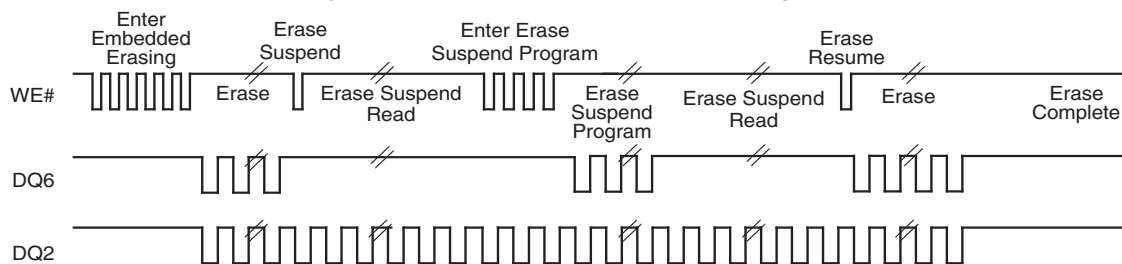 Enter
Embedded
Erasing
Erase
Suspend
Enter Erase
Suspend Program
Erase
Resume
WE#
Erase
Erase Suspend
Read
Erase
Suspend
Program
Erase Suspend
Read
Erase
Erase
Complete
DQ6
DQ2